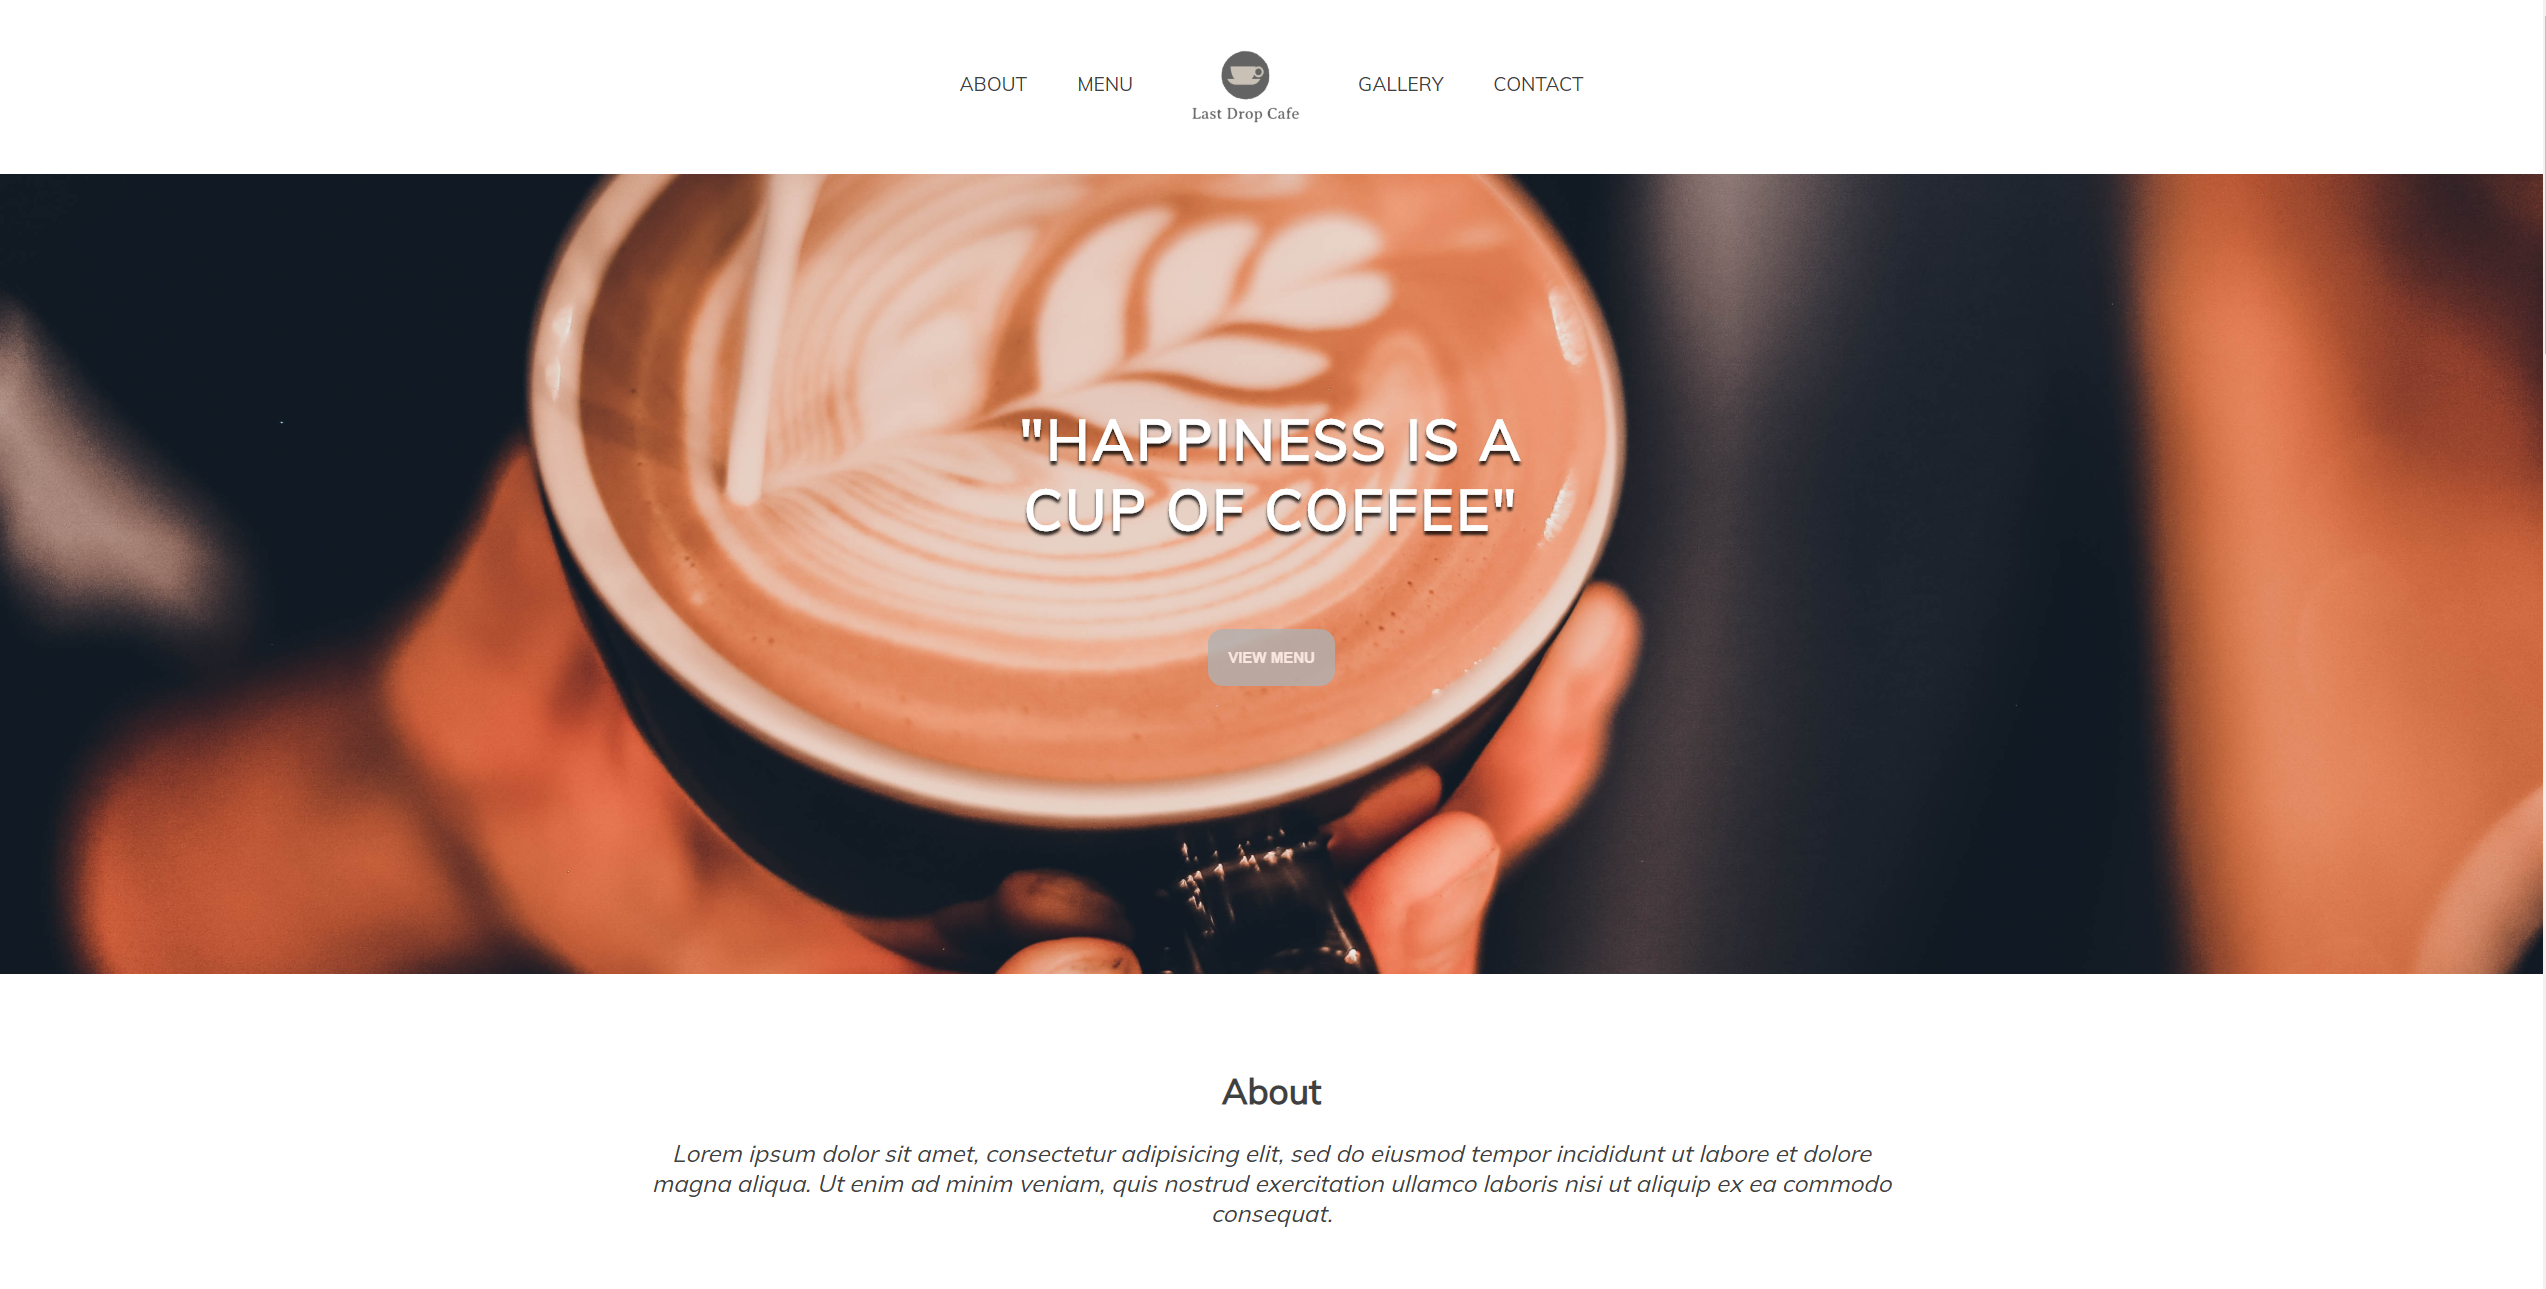 ABOUT MENU Last Drop Cafe GALLERY CONTACT
"HAPPINESS IS A
CUP OF COFFEE"
VIEW MENU
About
Lorem ipsum dolor sit amet, consectetur adipisicing elit, sed do eiusmod tempor incididunt ut labore et dolore
magna aliqua. Ut enim ad minim veniam, quis nostrud exercitation ullamco laboris nisi ut aliquip ex ea commodo
consequat.